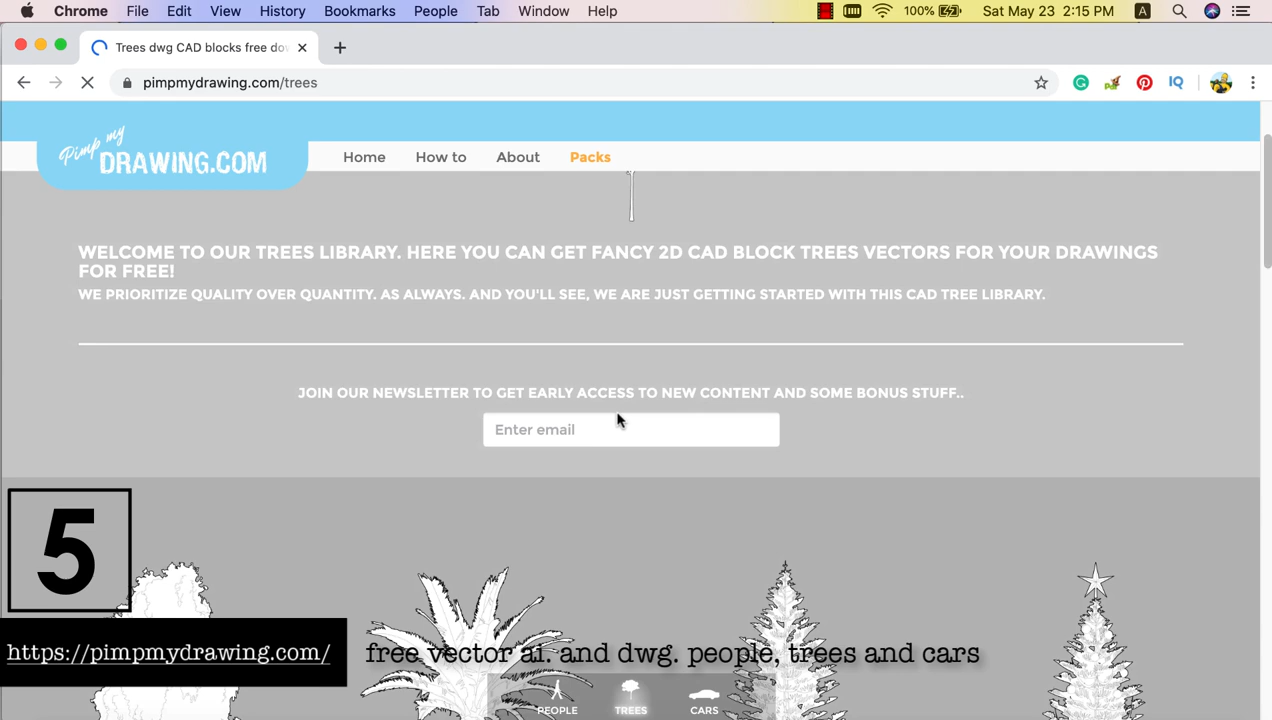 Chrome File Edit View History Bookmarks People Tab Window Help 100% Sat May 23 2:15 PM A
Trees dwg CAD blocks free dow
pimpmydrawing.com/trees
Pimp my
DRAWING.COM
Home How to About Packs
WELCOME TO OUR TREES LIBRARY. HERE YOU CAN GET FANCY 2D CAD BLOCK TREES VECTORS FOR YOUR DRAWINGS
FOR FREE!
WE PRIORITIZE QUALITY OVER QUANTITY. AS ALWAYS. AND YOU'LL SEE, WE ARE JUST GETTING STARTED WITH THIS CAD TREE LIBRARY.
JOIN OUR NEWSLETTER TO GET EARLY ACCESS TO NEW CONTENT AND SOME BONUS STUFF..
Enter email
5
https://pimpmydrawing.com/
free vector ai. and dwg. people, trees and cars
PEOPLE TREES CARS